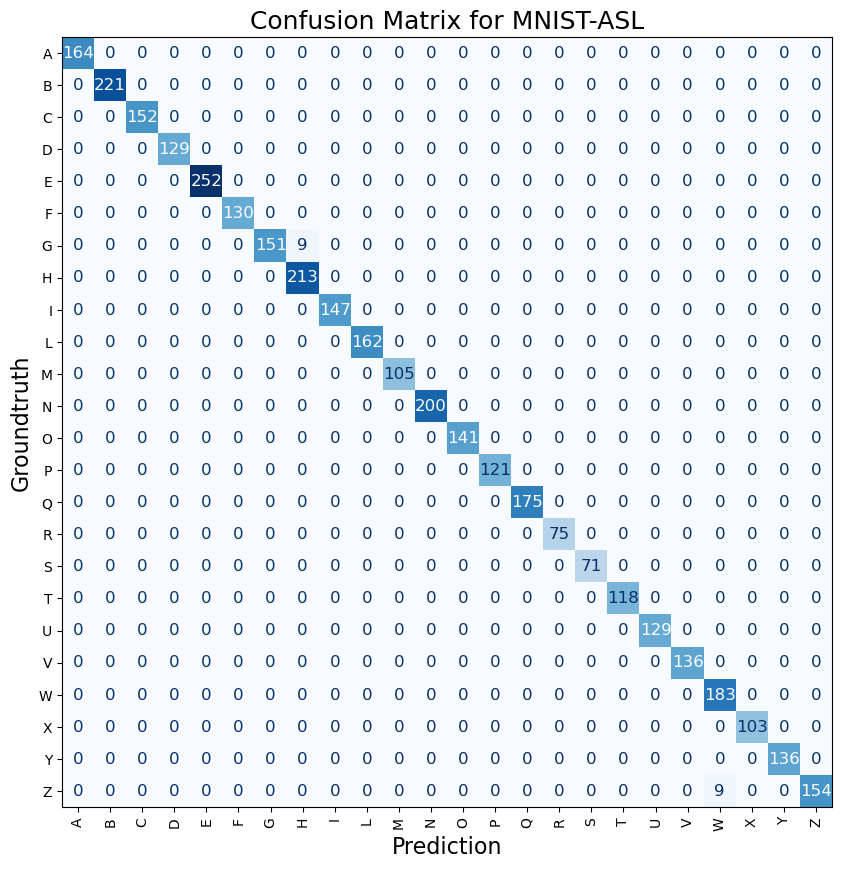 Confusion Matrix for MNIST-ASL
A 164 0 0 0 0 0 0 0 0 0 0 0 0 0 0 0 0 0 0 0 0 0 0 0
B 0 221 0 0 0 0 0 0 0 0 0 0 0 0 0 0 0 0 0 0 0 0 0 0
C 0 0 152 0 0 0 0 0 0 0 0 0 0 0 0 0 0 0 0 0 0 0 0 0
D 0 0 0 129 0 0 0 0 0 0 0 0 0 0 0 0 0 0 0 0 0 0 0 0
E 0 0 0 0 252 0 0 0 0 0 0 0 0 0 0 0 0 0 0 0 0 0 0 0
F 0 0 0 0 0 130 0 0 0 0 0 0 0 0 0 0 0 0 0 0 0 0 0 0
G 0 0 0 0 0 0 151 9 0 0 0 0 0 0 0 0 0 0 0 0 0 0 0 0
H 0 0 0 0 0 0 0 213 0 0 0 0 0 0 0 0 0 0 0 0 0 0 0 0
I 0 0 0 0 0 0 0 0 147 0 0 0 0 0 0 0 0 0 0 0 0 0 0 0
L 0 0 0 0 0 0 0 0 0 162 0 0 0 0 0 0 0 0 0 0 0 0 0 0
M 0 0 0 0 0 0 0 0 0 0 105 0 0 0 0 0 0 0 0 0 0 0 0 0
N 0 0 0 0 0 0 0 0 0 0 0 200 0 0 0 0 0 0 0 0 0 0 0 0
O 0 0 0 0 0 0 0 0 0 0 0 0 141 0 0 0 0 0 0 0 0 0 0 0
P 0 0 0 0 0 0 0 0 0 0 0 0 0 121 0 0 0 0 0 0 0 0 0 0
Q 0 0 0 0 0 0 0 0 0 0 0 0 0 0 175 0 0 0 0 0 0 0 0 0
R 0 0 0 0 0 0 0 0 0 0 0 0 0 0 0 75 0 0 0 0 0 0 0 0
S 0 0 0 0 0 0 0 0 0 0 0 0 0 0 0 0 71 0 0 0 0 0 0 0
T 0 0 0 0 0 0 0 0 0 0 0 0 0 0 0 0 0 118 0 0 0 0 0 0
U 0 0 0 0 0 0 0 0 0 0 0 0 0 0 0 0 0 0 129 0 0 0 0 0
V 0 0 0 0 0 0 0 0 0 0 0 0 0 0 0 0 0 0 0 136 0 0 0 0
W 0 0 0 0 0 0 0 0 0 0 0 0 0 0 0 0 0 0 0 0 183 0 0 0
X 0 0 0 0 0 0 0 0 0 0 0 0 0 0 0 0 0 0 0 0 0 103 0 0
Y 0 0 0 0 0 0 0 0 0 0 0 0 0 0 0 0 0 0 0 0 0 0 136 0
Z 0 0 0 0 0 0 0 0 0 0 0 0 0 0 0 0 0 0 0 0 9 0 0 154
A B C D E F G H I L M N O P Q R S T U V W X Y Z
Prediction
Groundtruth